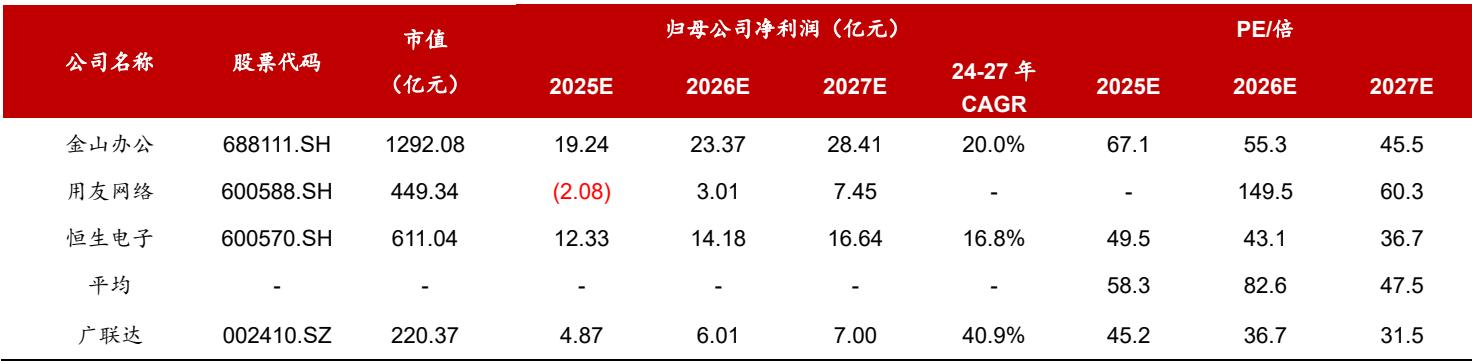 公司名称 股票代码 市值（亿元） 归母公司净利润（亿元） PE/倍
2025E 2026E 2027E 24-27 年 CAGR 2025E 2026E 2027E
金山办公 688111.SH 1292.08 19.24 23.37 28.41 20.0% 67.1 55.3 45.5
用友网络 600588.SH 449.34 (2.08) 3.01 7.45 - - 149.5 60.3
恒生电子 600570.SH 611.04 12.33 14.18 16.64 16.8% 49.5 43.1 36.7
平均 - - - - - - 58.3 82.6 47.5
广联达 002410.SZ 220.37 4.87 6.01 7.00 40.9% 45.2 36.7 31.5